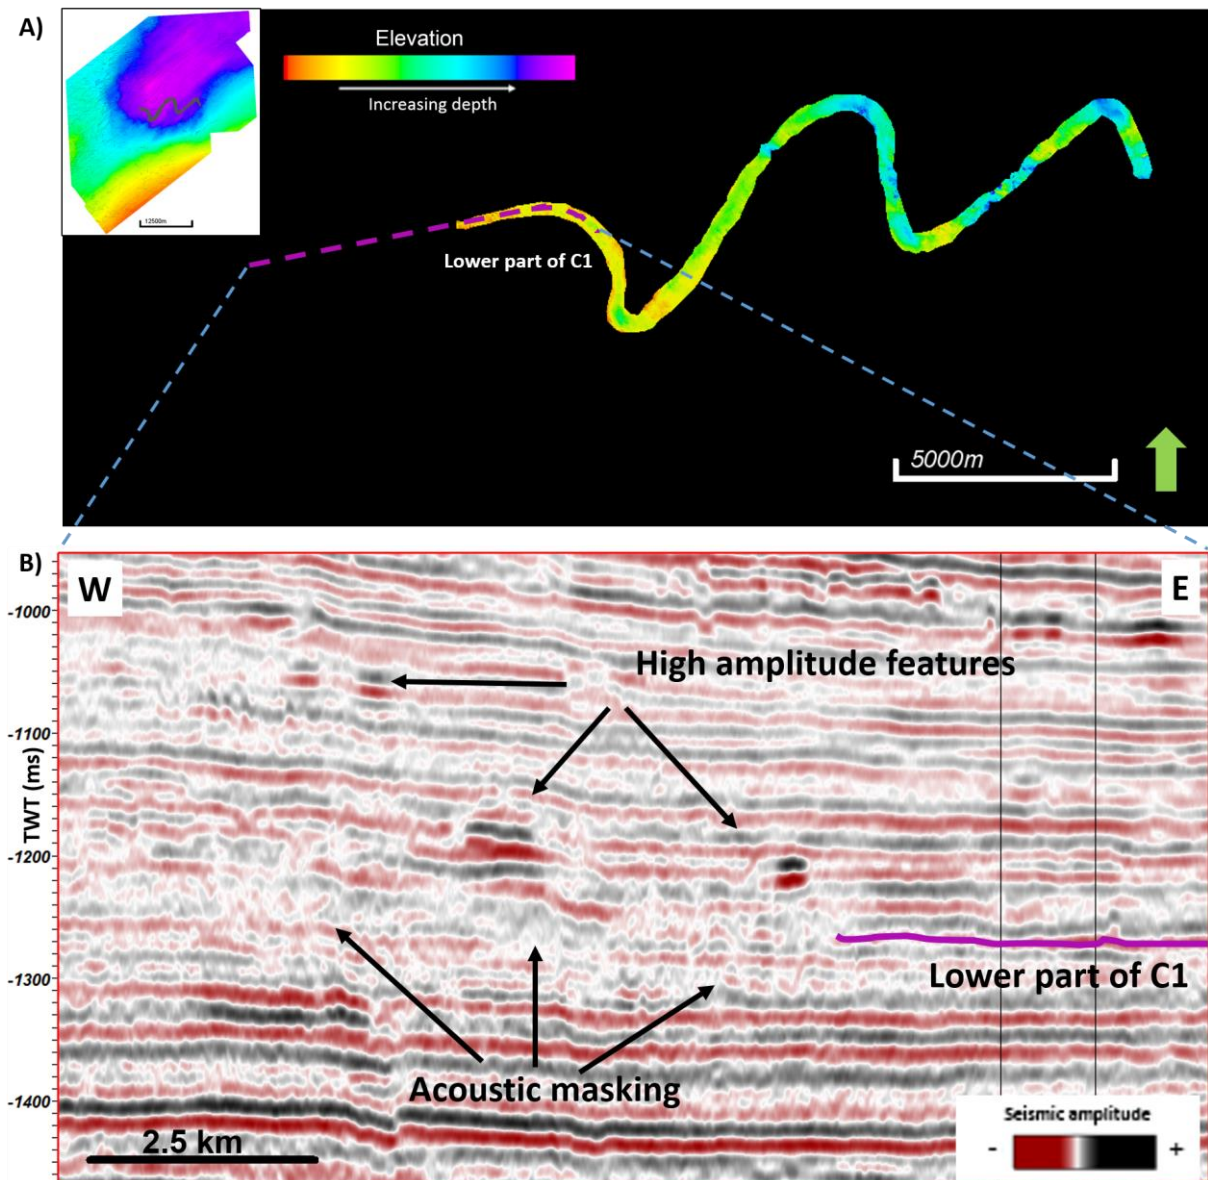 A)
Elevation
Increasing depth
12500m
Lower part of C1
5000m
B)
W
E
-1000
High amplitude features
-1100
TWT (ms)
-1200
Lower part of C1
-1300
Acoustic masking
-1400
2.5 km
Seismic amplitude
- +